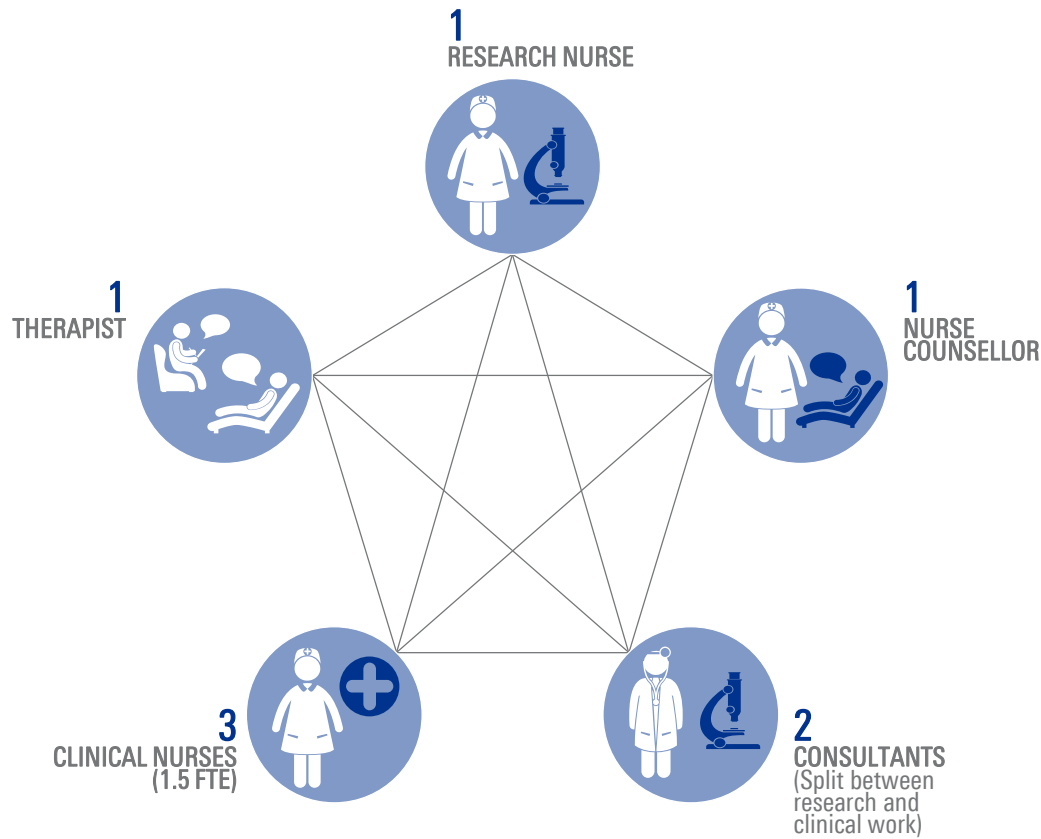 1
RESEARCH NURSE
1
THERAPIST
1
NURSE
COUNSELLOR
3
CLINICAL NURSES
(1.5 FTE)
2
CONSULTANTS
(Split between
research and
clinical work)